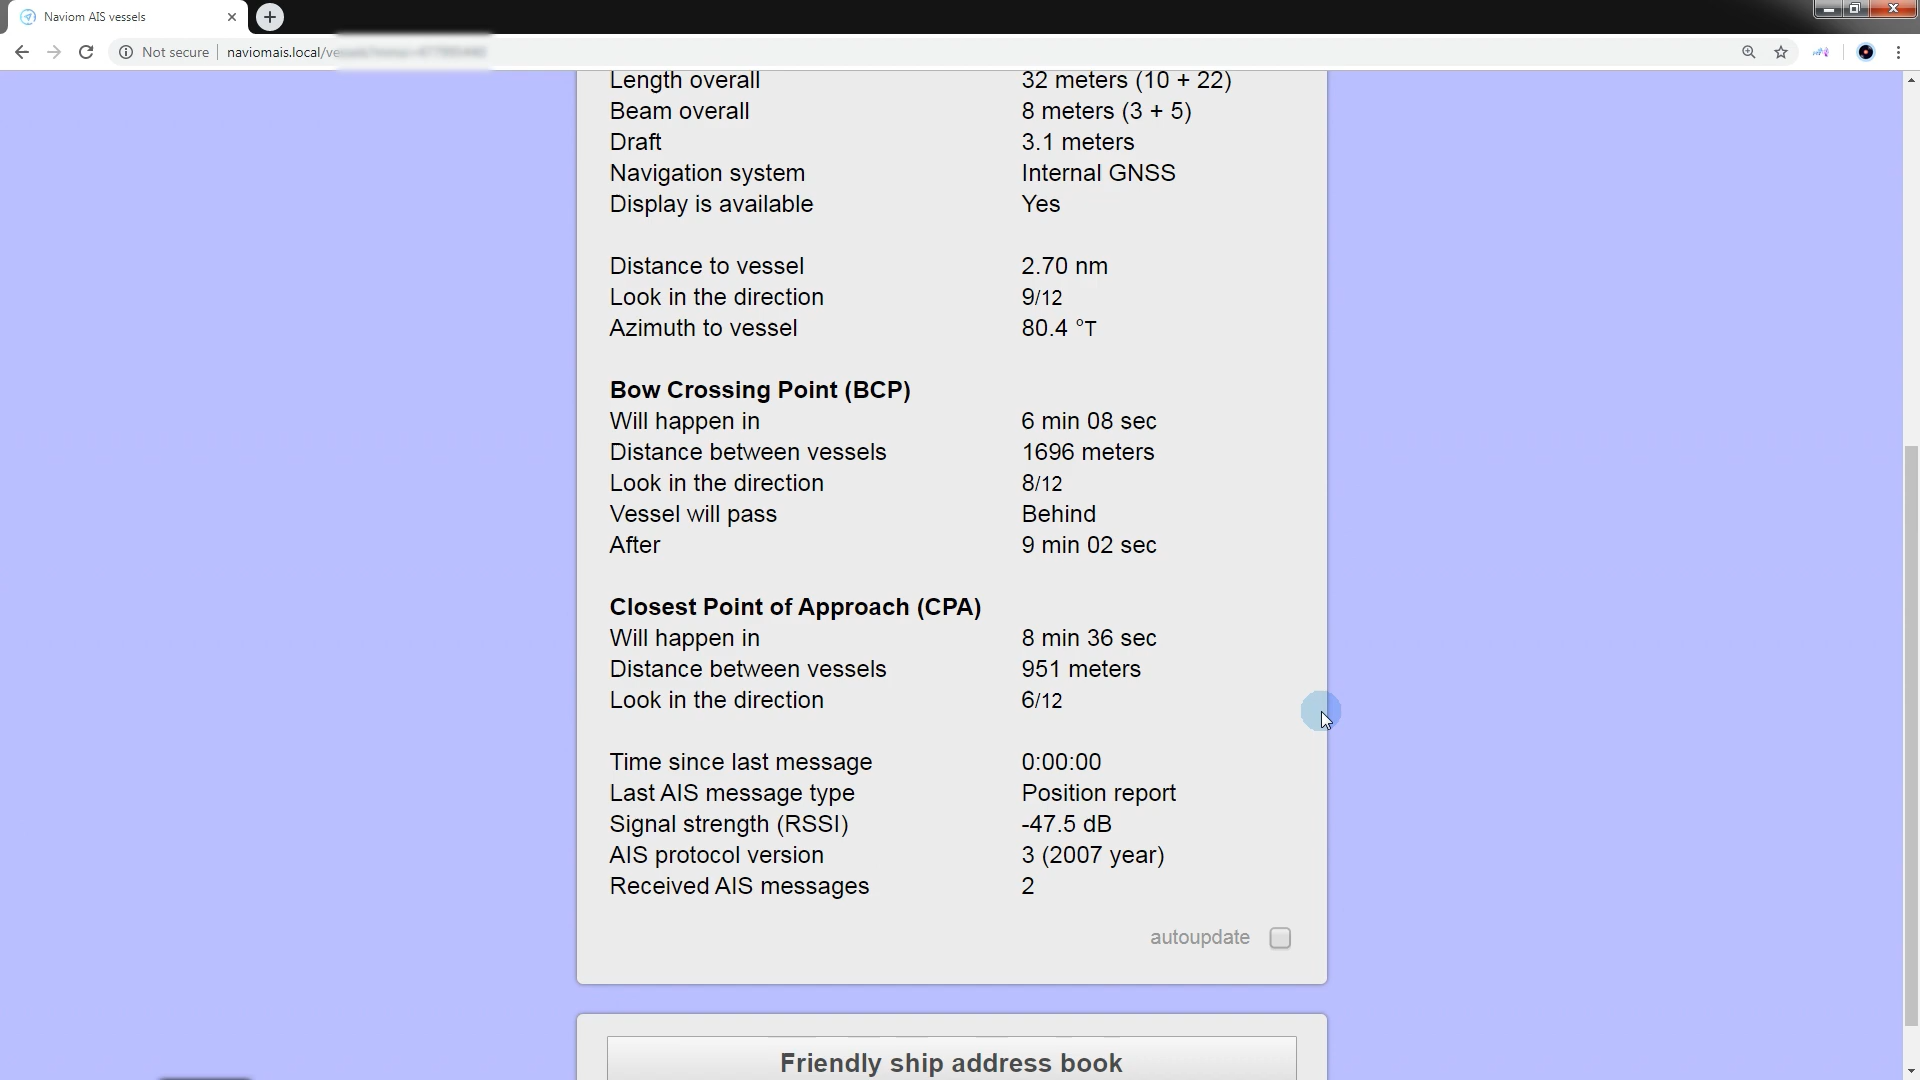 Naviom AIS vessels
Not secure
naviomais.local/ve
Length overall 32 meters (10 + 22)
Beam overall 8 meters (3 + 5)
Draft 3.1 meters
Navigation system Internal GNSS
Display is available Yes
Distance to vessel 2.70 nm
Look in the direction 9/12
Azimuth to vessel 80.4 °T
Bow Crossing Point (BCP)
Will happen in 6 min 08 sec
Distance between vessels 1696 meters
Look in the direction 8/12
Vessel will pass Behind
After 9 min 02 sec
Closest Point of Approach (CPA)
Will happen in 8 min 36 sec
Distance between vessels 951 meters
Look in the direction 6/12
Time since last message 0:00:00
Last AIS message type Position report
Signal strength (RSSI) -47.5 dB
AIS protocol version 3 (2007 year)
Received AIS messages 2
autoupdate
Friendly ship address book